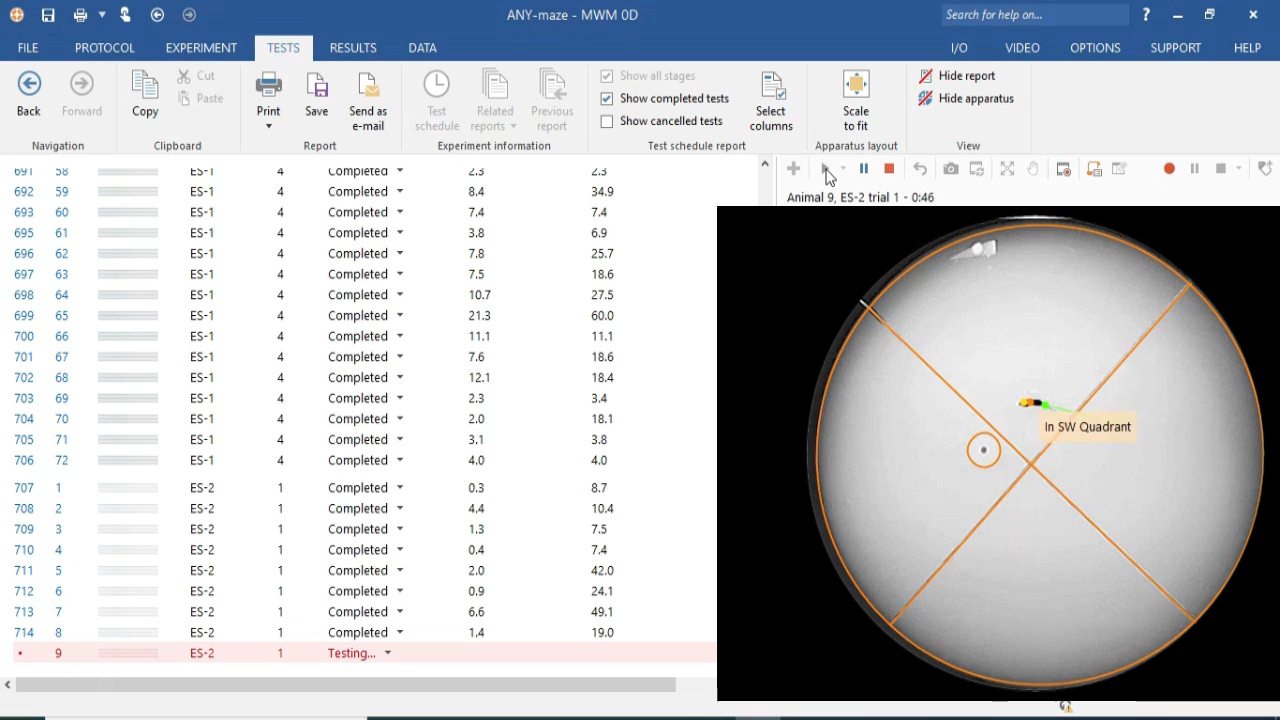 ANY-maze - MWM 0D
Search for help on...
?
FILE PROTOCOL EXPERIMENT TESTS RESULTS DATA I/O VIDEO OPTIONS SUPPORT HELP
Back
Forward
Navigation
Copy
Cut
Paste
Clipboard
Print
Save
Send as
e-mail
Report
Test
schedule
Related
reports
Previous
report
Experiment information
Show all stages
Show completed tests
Show cancelled tests
Select
columns
Test schedule report
Scale
to fit
Apparatus layout
Hide report
Hide apparatus
View
691 58 ES-1 4 Completed 2.3 2.3
692 59 ES-1 4 Completed 8.4 34.9
693 60 ES-1 4 Completed 7.4 7.4
695 61 ES-1 4 Completed 3.8 6.9
696 62 ES-1 4 Completed 7.8 25.7
697 63 ES-1 4 Completed 7.5 18.6
698 64 ES-1 4 Completed 10.7 27.5
699 65 ES-1 4 Completed 21.3 60.0
700 66 ES-1 4 Completed 11.1 11.1
701 67 ES-1 4 Completed 7.6 18.6
702 68 ES-1 4 Completed 12.1 18.4
703 69 ES-1 4 Completed 2.3 3.4
704 70 ES-1 4 Completed 2.0 18.1
705 71 ES-1 4 Completed 3.1 3.8
706 72 ES-1 4 Completed 4.0 4.0
707 1 ES-2 1 Completed 0.3 8.7
708 2 ES-2 1 Completed 4.4 10.4
709 3 ES-2 1 Completed 1.3 7.5
710 4 ES-2 1 Completed 0.4 7.4
711 5 ES-2 1 Completed 2.0 42.0
712 6 ES-2 1 Completed 0.9 24.1
713 7 ES-2 1 Completed 6.6 49.1
714 8 ES-2 1 Completed 1.4 19.0
• 9 ES-2 1 Testing...
Animal 9, ES-2 trial 1 - 0:46
In SW Quadrant